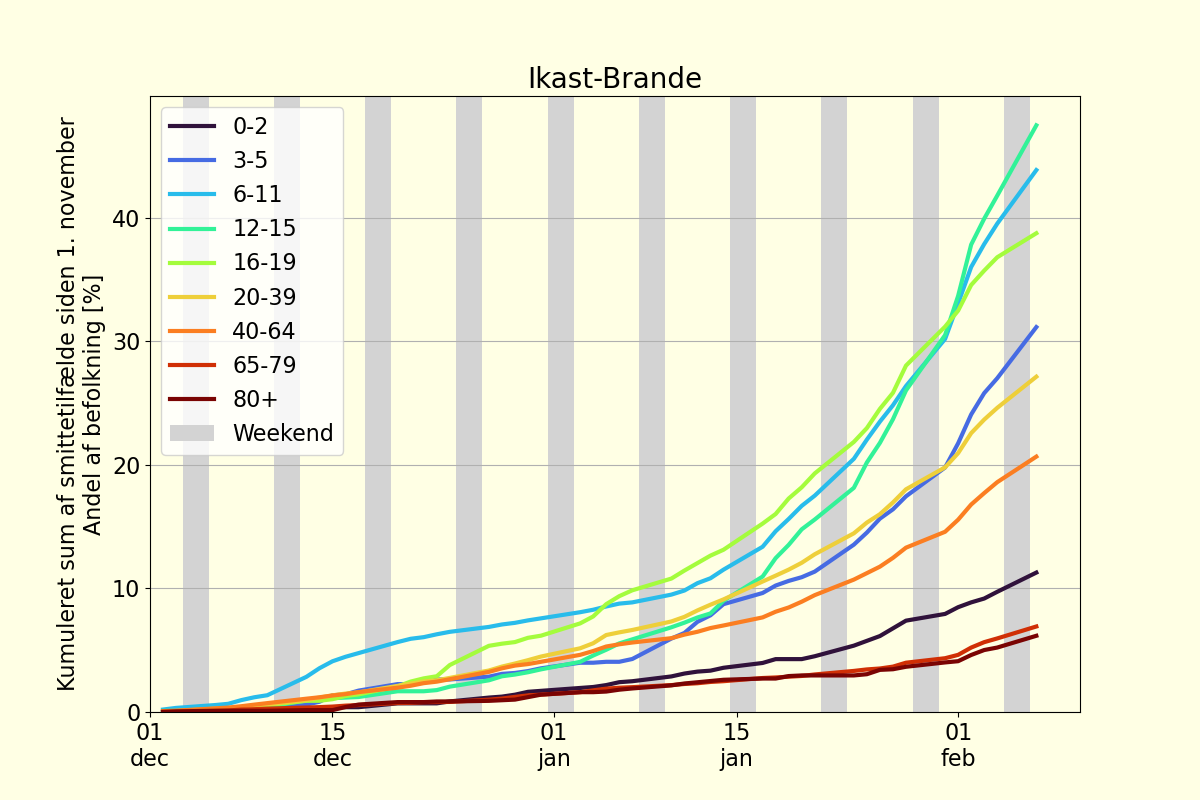 Ikast-Brande
Kumuleret sum af smittetilfælde siden 1. november
Andel af befolkning [%]
40
30
20
10
0
0-2
3-5
6-11
12-15
16-19
20-39
40-64
65-79
80+
Weekend
01 15 01 15 01
dec dec jan jan feb